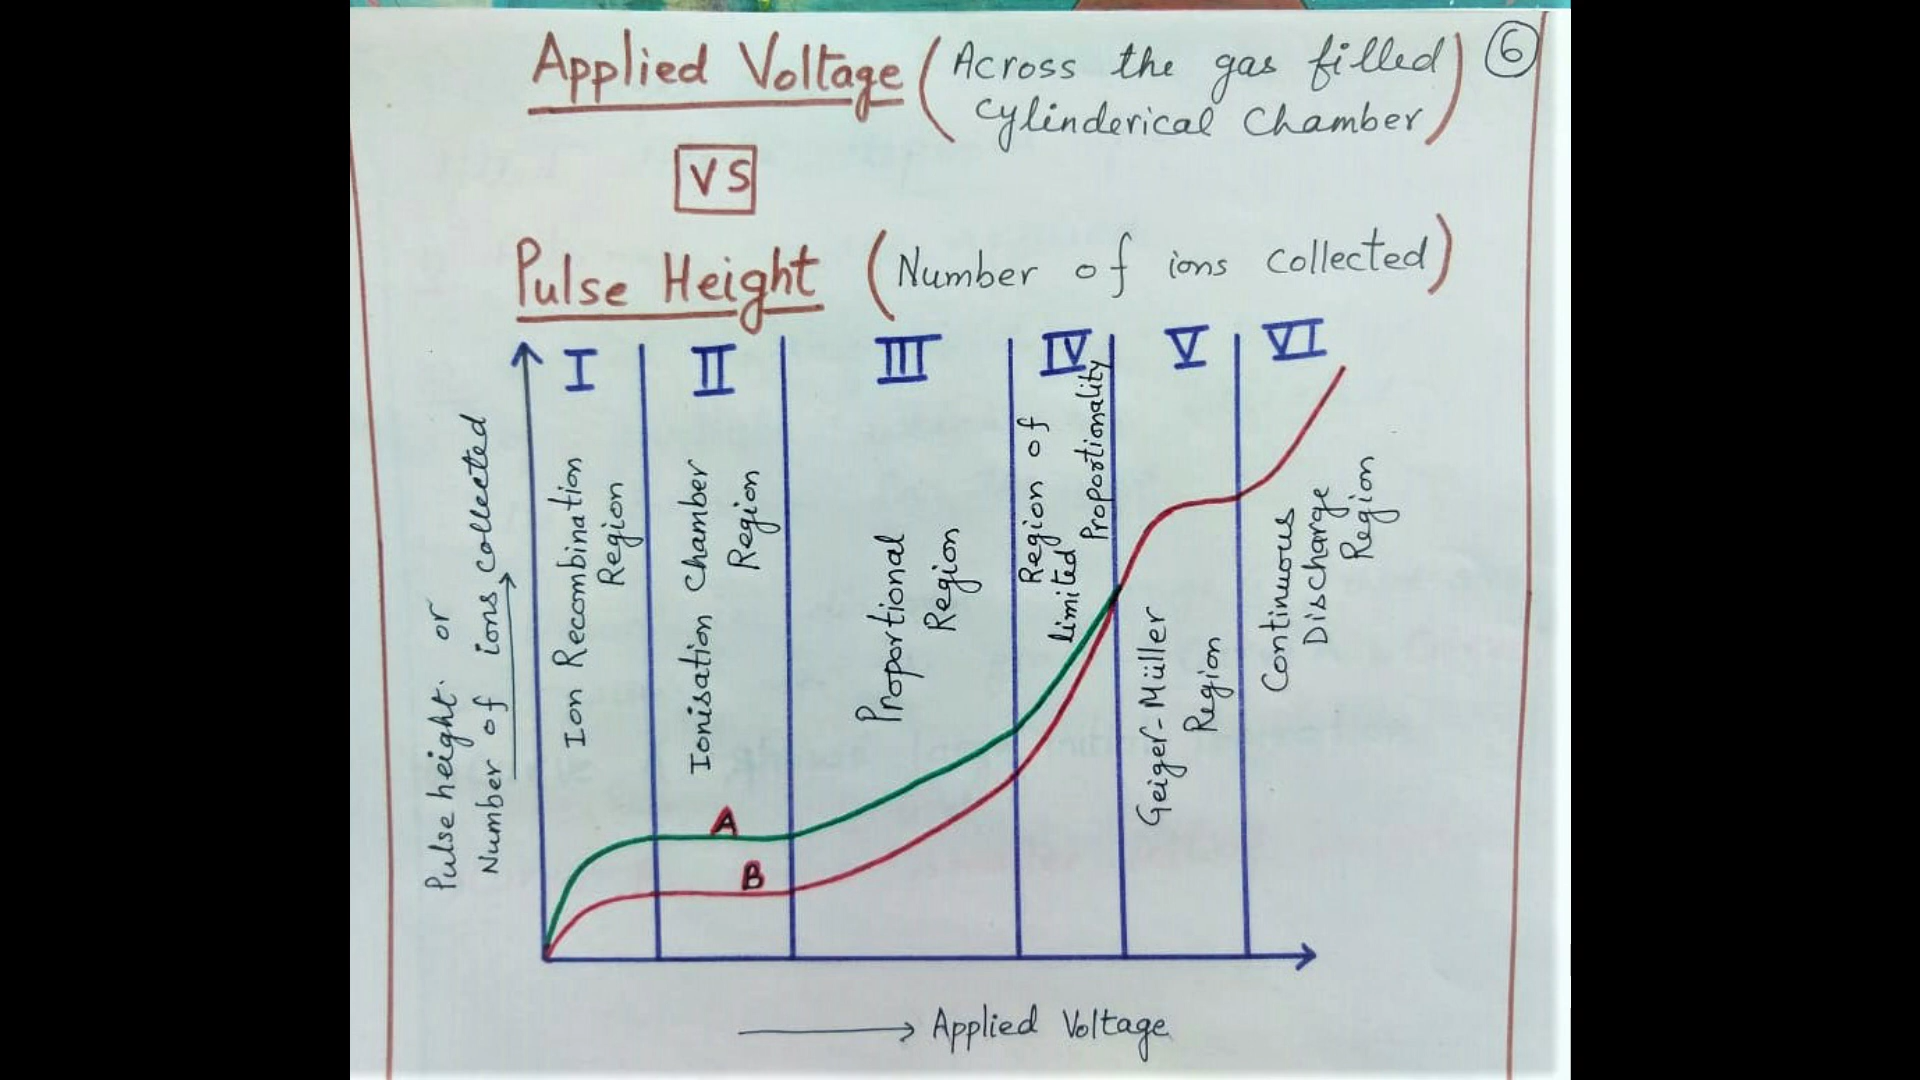 Applied Voltage (Across the gas filled
Cylinderical Chamber)
6
VS
Pulse Height (Number of ions collected)
I
II
III
IV
V
VI
Pulse height or
Number of ions collected
Ion Recombination
Region
Ionisation Chamber
Region
Proportional
Region
Region of
limited
Proportionality
Geiger-Müller
Region
Continuous
Discharge
Region
A
B
Applied Voltage